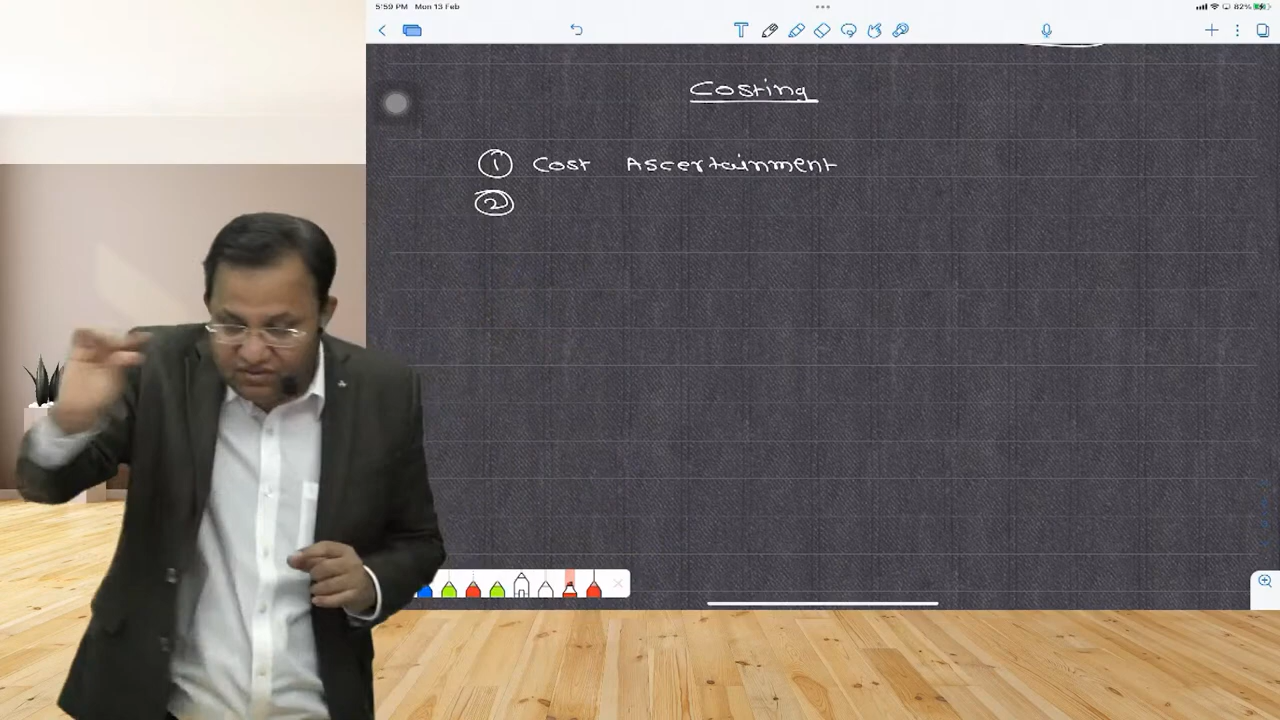 5:59 PM Mon 13 Feb
82%
Costing
① Cost Ascertainment
②